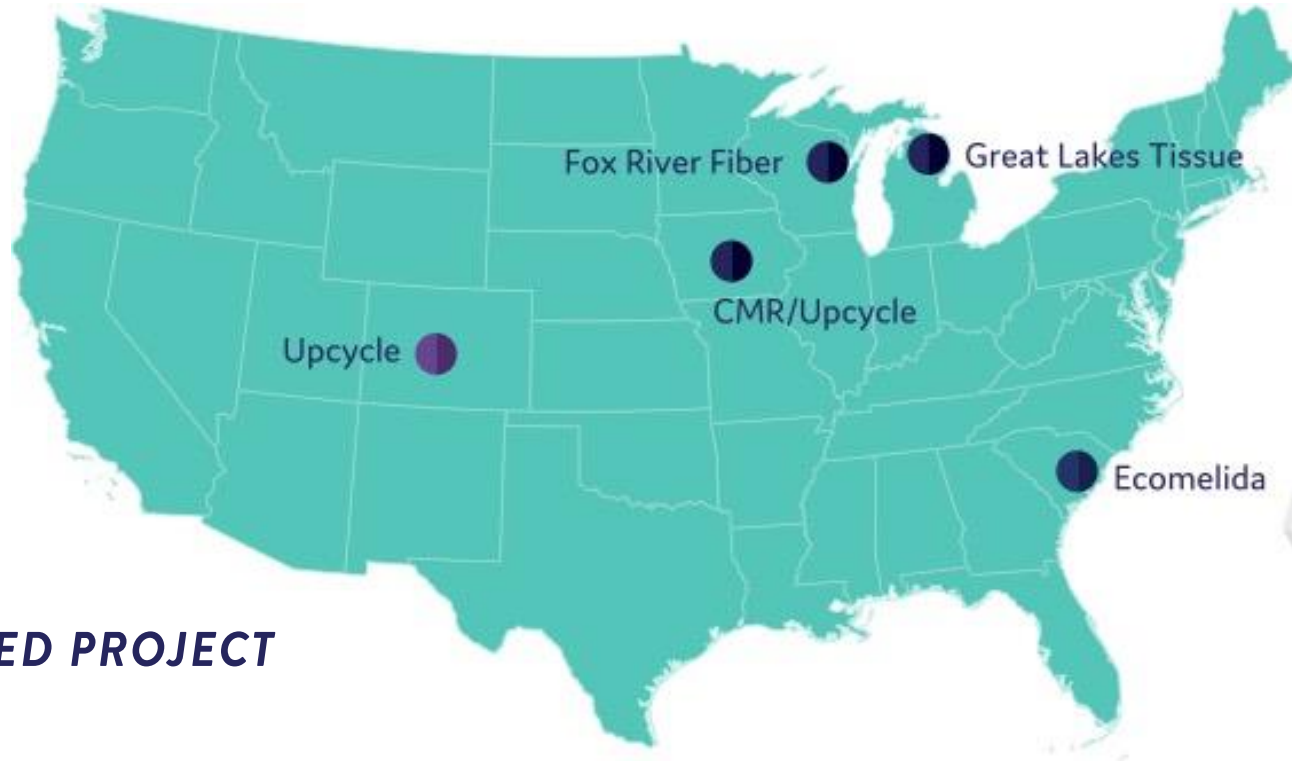 Fox River Fiber
Great Lakes Tissue
CMR/Upcycle
Upcycle
Ecomelida
ED PROJECT